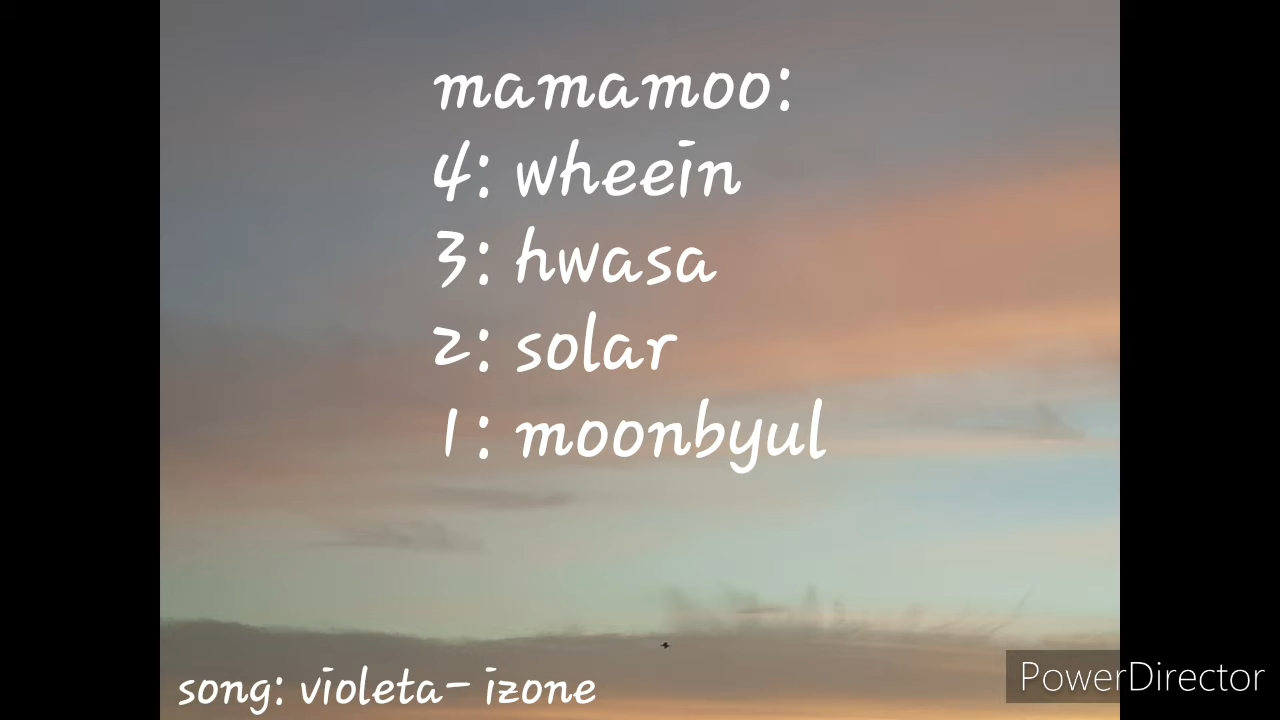 mamamoo:
4: wheein
3: hwasa
2: solar
1: moonbyul
song: violeta- izone
PowerDirector